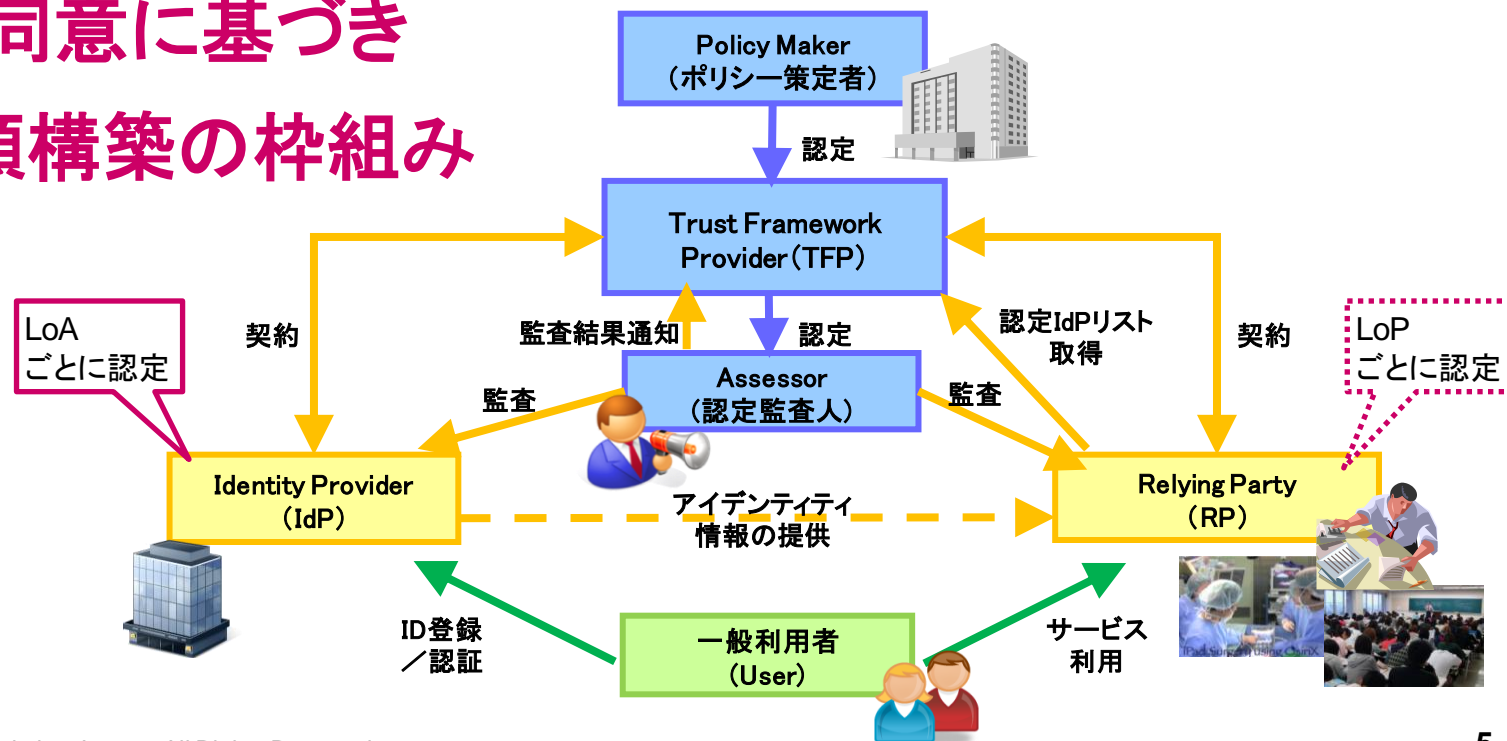 同意に基づき
頼構築の枠組み
Policy Maker
（ポリシー策定者）
認定
Trust Framework
Provider（TFP）
LoA
ごとに認定
契約
監査結果通知
認定
認定IdPリスト
取得
契約
LoP
ごとに認定
監査
Assessor
（認定監査人）
監査
Identity Provider
（IdP）
アイデンティティ
情報の提供
Relying Party
（RP）
ID登録
／認証
一般利用者
（User）
サービス
利用
iPad Surgery using OsiriX
5